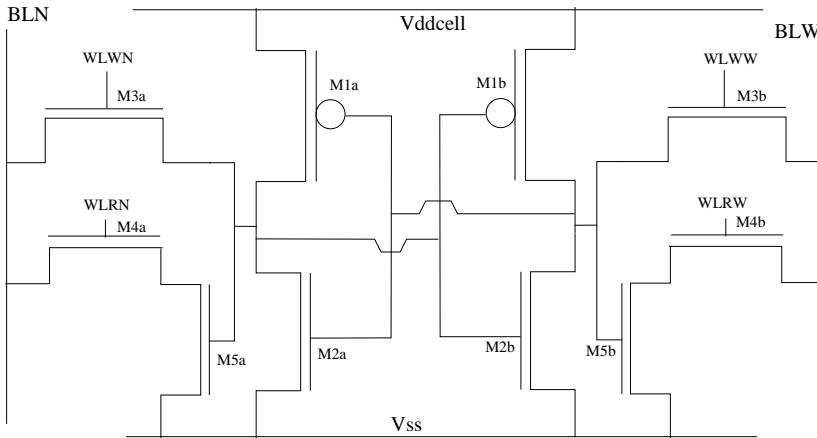 BLN
Vddcell
BLW
WLWN
M3a
M1a
M1b
WLWW
M3b
WLRN
M4a
WLRW
M4b
M5a
M2a
M2b
M5b
Vss